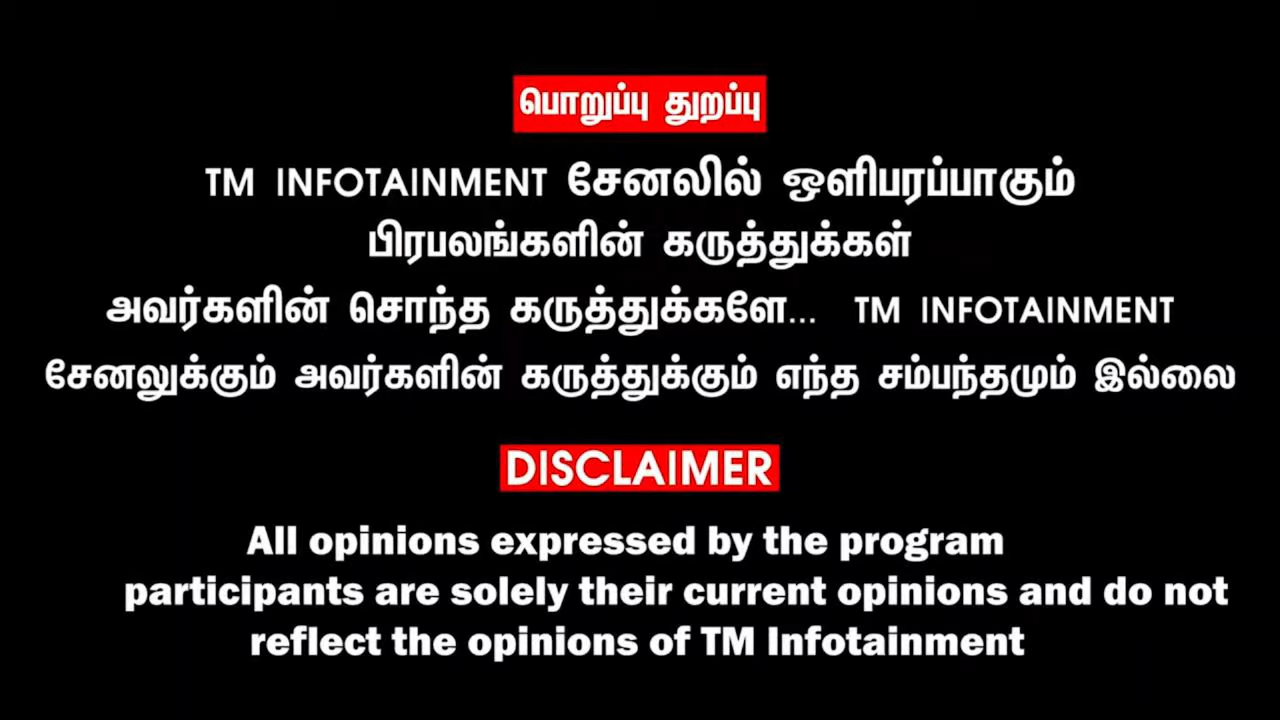 பொறுப்பு துறப்பு
TM INFOTAINMENT சேனலில் ஒளிபரப்பாகும்
பிரபலங்களின் கருத்துக்கள்
அவர்களின் சொந்த கருத்துக்களே... TM INFOTAINMENT
சேனலுக்கும் அவர்களின் கருத்துக்கும் எந்த சம்பந்தமும் இல்லை
DISCLAIMER
All opinions expressed by the program
participants are solely their current opinions and do not
reflect the opinions of TM Infotainment